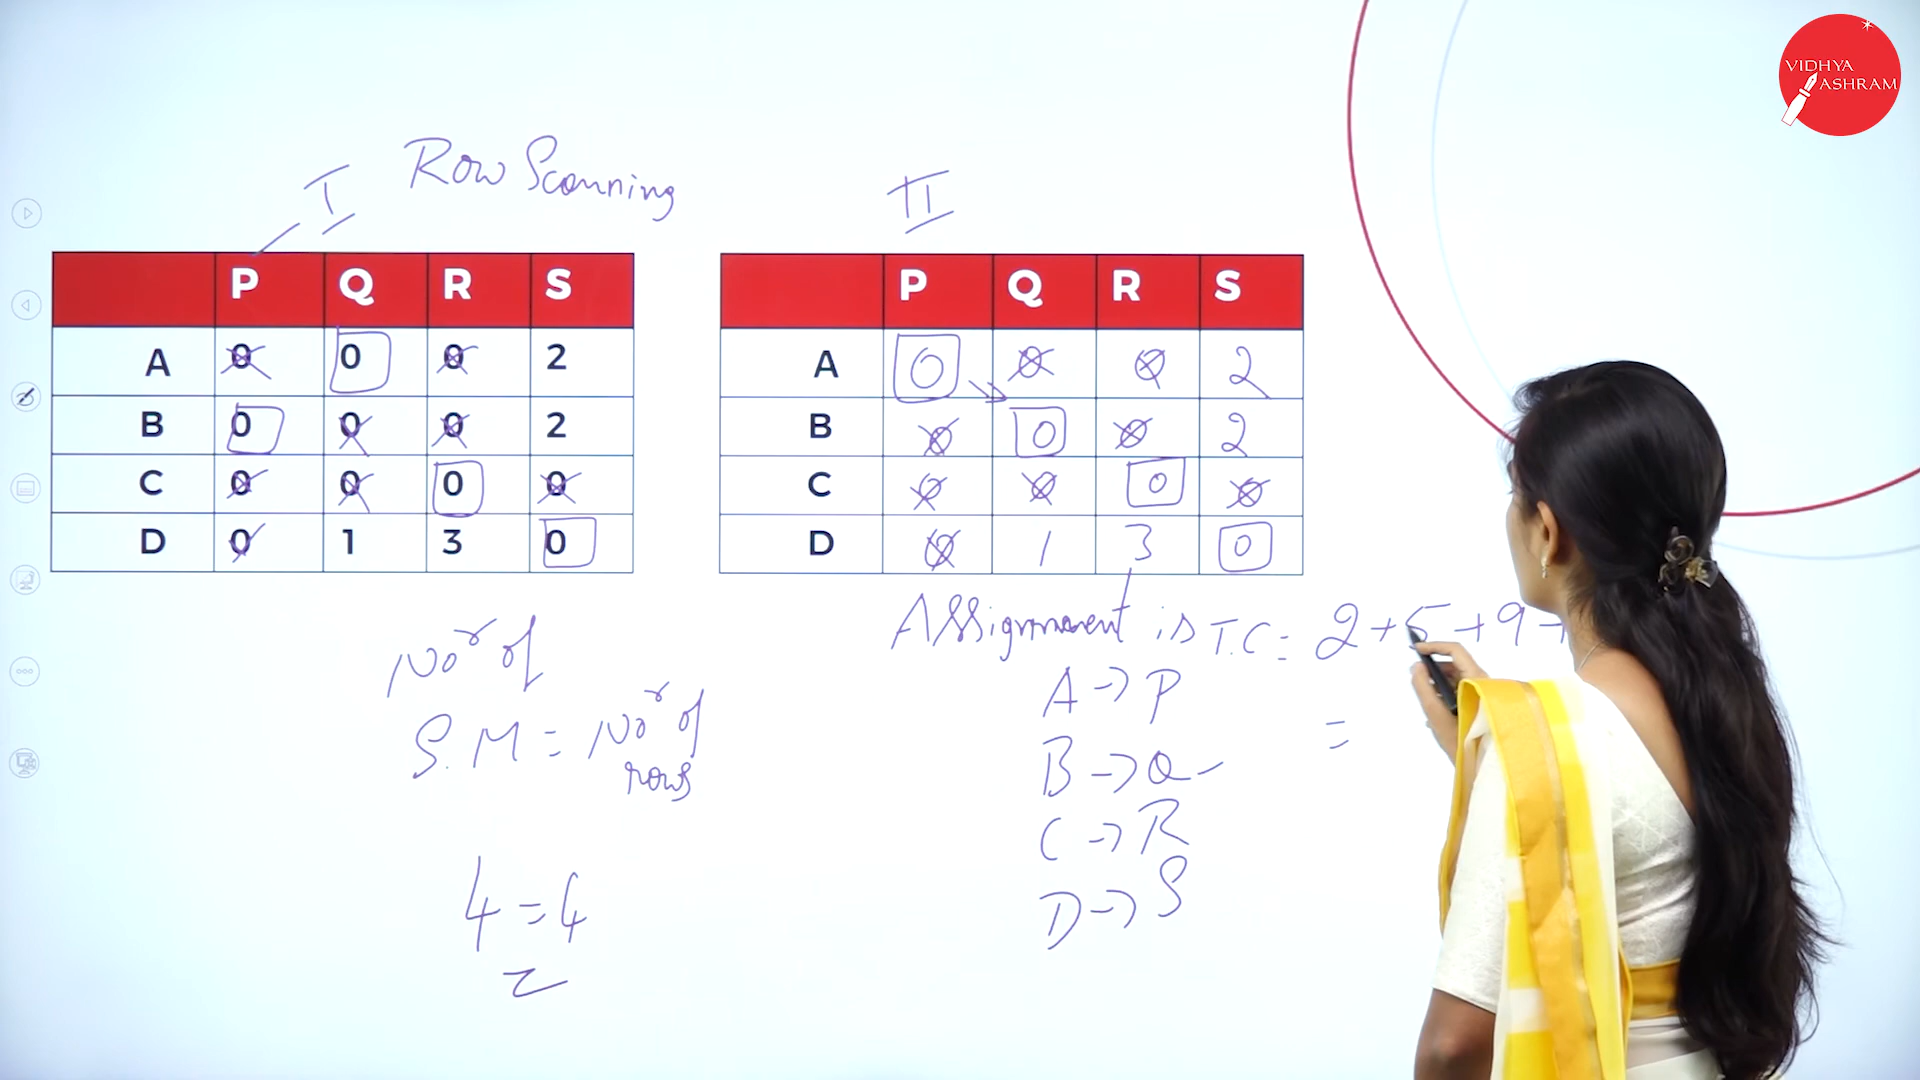 VIDHYA
ASHRAM
I Row Scanning
P Q R S
A 0 0 0 2
B 0 0 0 2
C 0 0 0 0
D 0 1 3 0
II
P Q R S
A 0 0 0 2
B 0 0 0 2
C 0 0 0 0
D 0 1 3 0
Nor of
S.M = Nor of
rows
4 = 4
Assignment is
A → P
B → Q
C → R
D → S
T.C = 2+5+9+
=